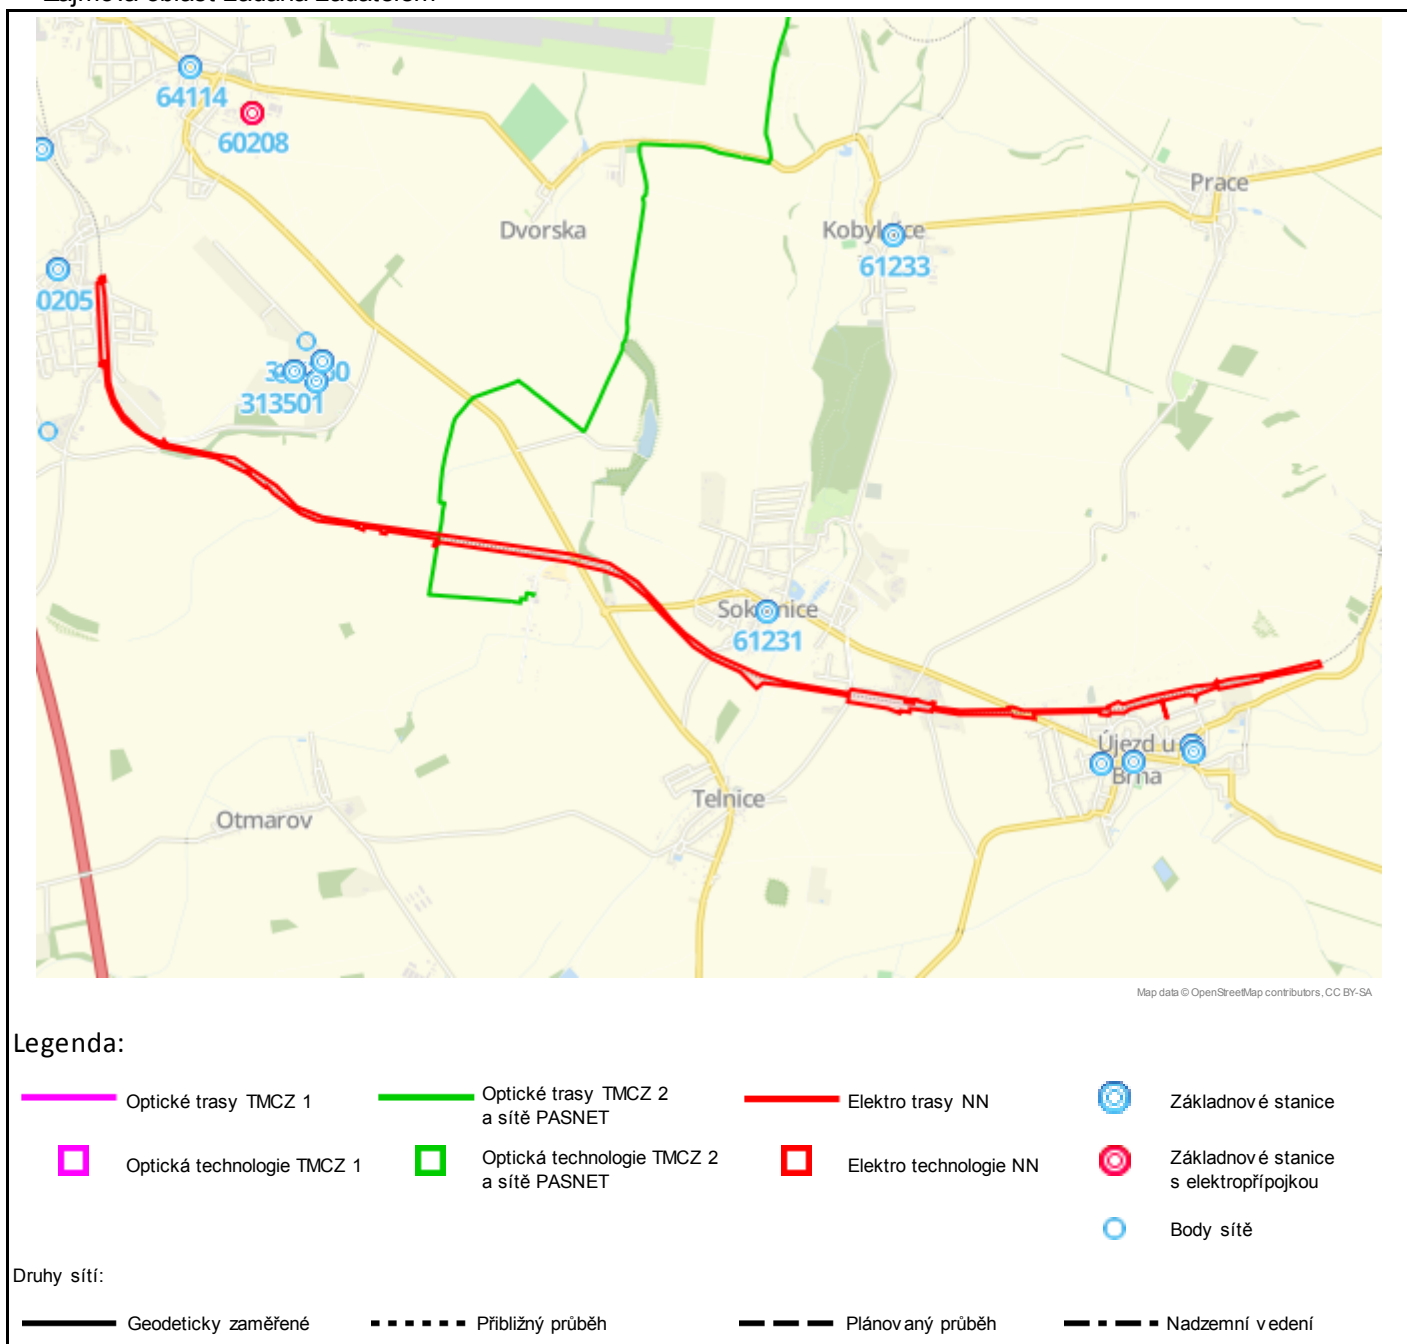 64114
60208
Prace
Dvorska
61233
0205
313501
61231
Újezd u
Brna
Telnice
Otmarov
Map data © OpenStreetMap contributors, CC BY-SA
Legenda:
Optické trasy TMCZ 1
Optické trasy TMCZ 2
a sítě PASNET
Elektro trasy NN
Základnové stanice
Optická technologie TMCZ 1
Optická technologie TMCZ 2
a sítě PASNET
Elektro technologie NN
Základnové stanice
s elektropřípojkou
Body sítě
Druhy sítí:
Geodeticky zaměřené
Přibližný průběh
Plánovaný průběh
Nadzemní vedení